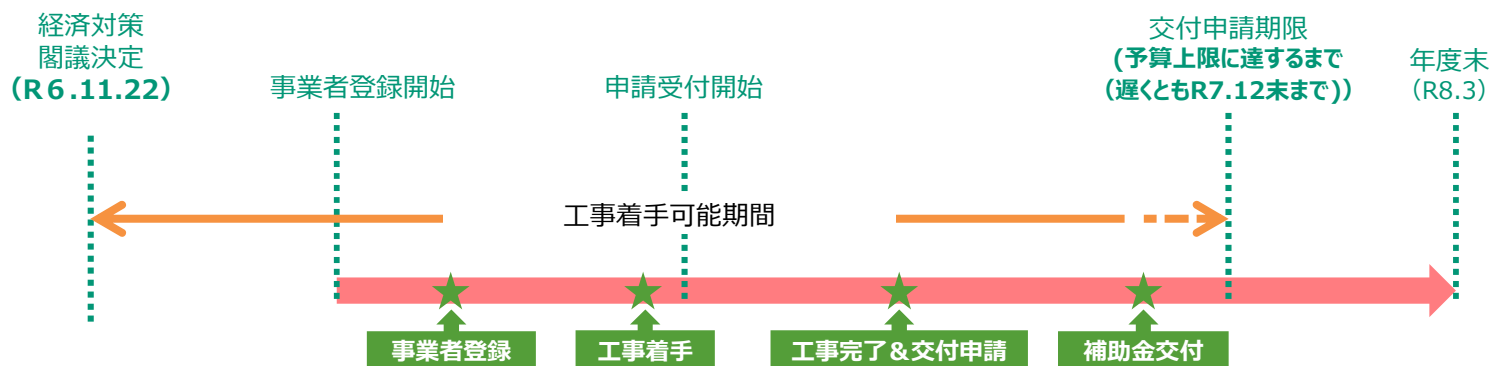 経済対策
閣議決定
（R６.11.22）
事業者登録開始
申請受付開始
交付申請期限
(予算上限に達するまで
（遅くともR7.12末まで)）
年度末
（R8.3）
工事着手可能期間
事業者登録
工事着手
工事完了＆交付申請
補助金交付